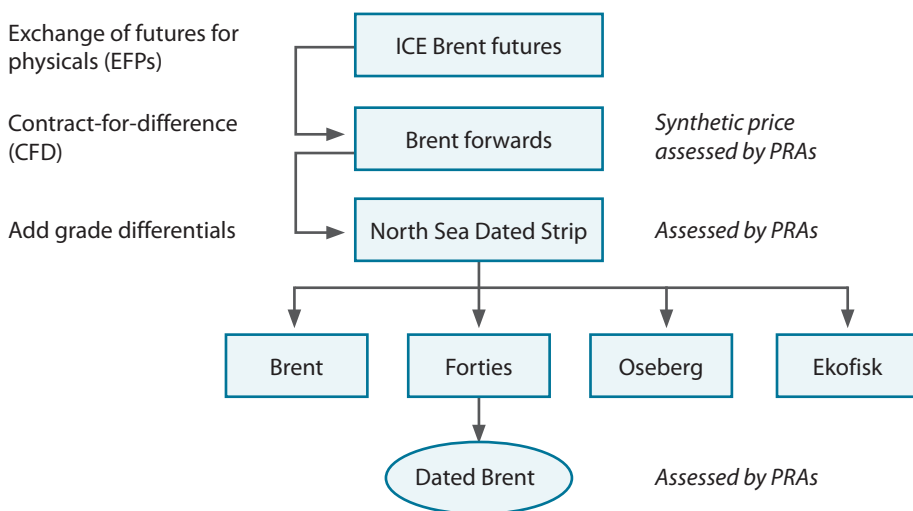 Exchange of futures for
physicals (EFPs)
ICE Brent futures
Contract-for-difference
(CFD)
Brent forwards
Synthetic price
assessed by PRAs
Add grade differentials
North Sea Dated Strip
Assessed by PRAs
Brent
Forties
Oseberg
Ekofisk
Dated Brent
Assessed by PRAs